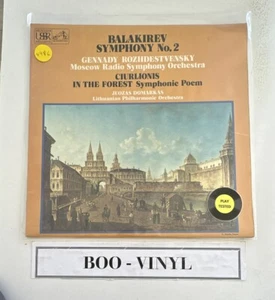 BALAKIREV
SYMPHONY No. 2
GENNADY ROZHDESTVENSKY
Moscow Radio Symphony Orchestra
CIURLIONIS
IN THE FOREST Symphonic Poem
JUOZAS DOMARKAS
Lithuanian Philharmonic Orchestra
PLAY
TESTED
BOO - VINYL